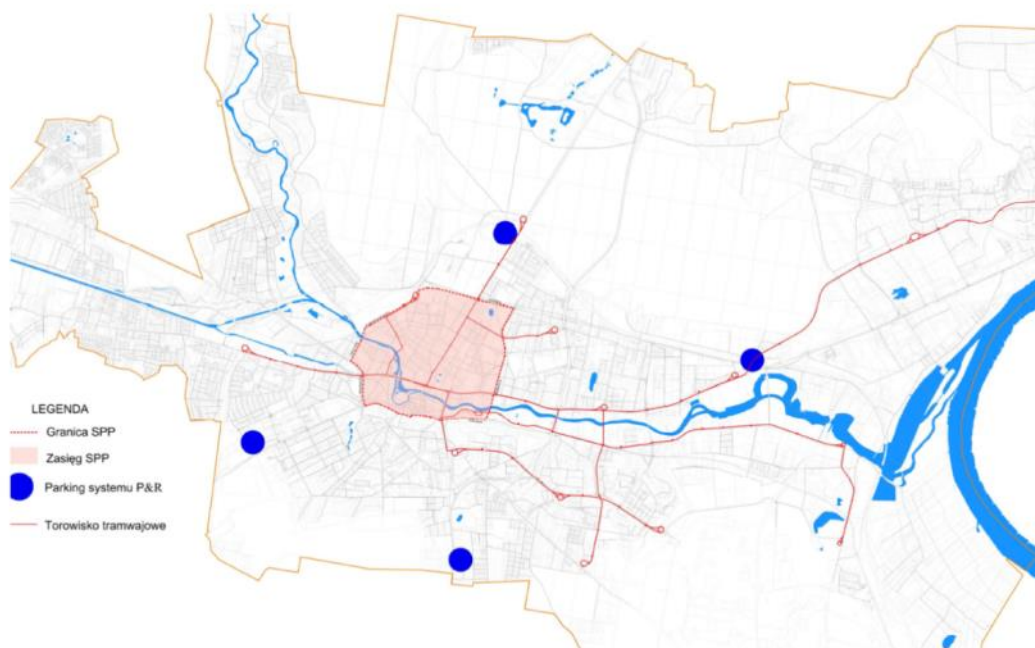 LEGENDA
Granica SPP
Zasięg SPP
Parking systemu P&R
Torowisko tramwajowe